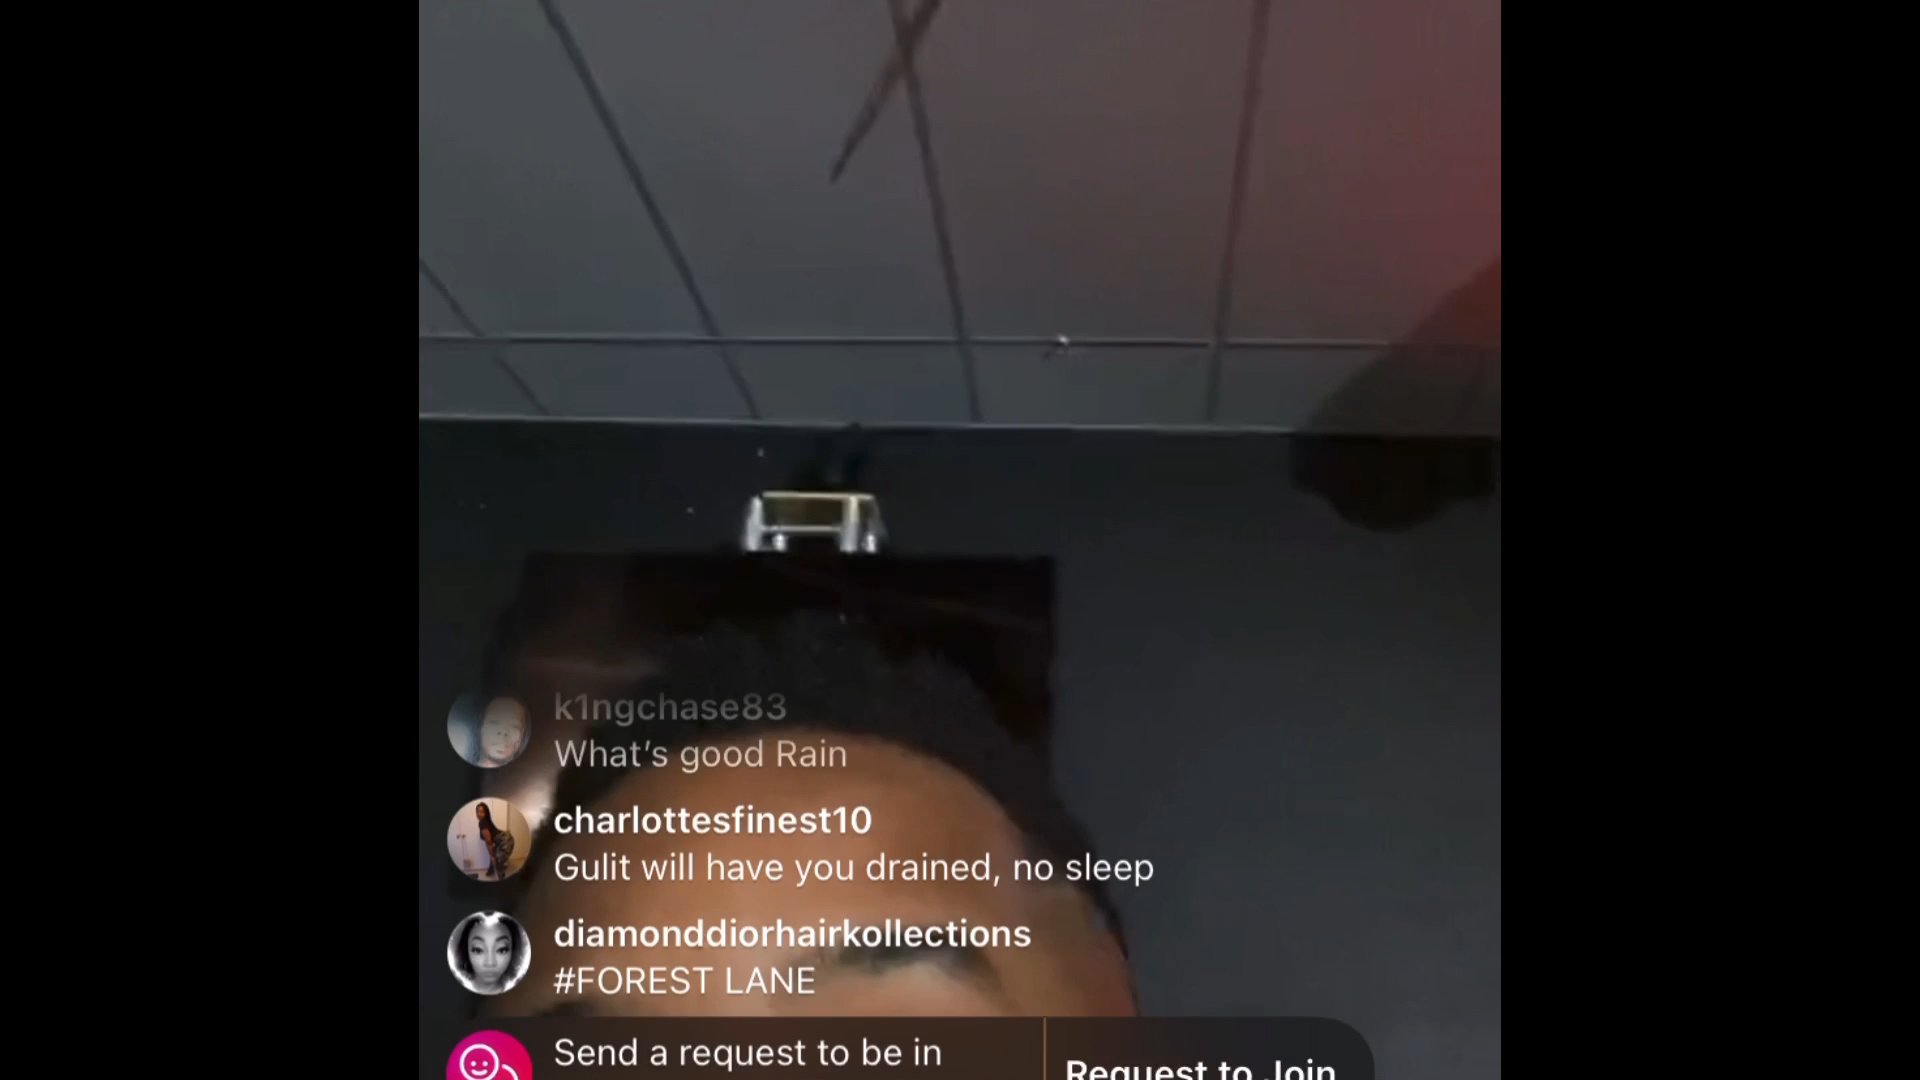 k1ngchase83
What's good Rain
charlottesfinest10
Gulit will have you drained, no sleep
diamonddiorhairkollections
#FOREST LANE
Send a request to be in
Request to Join